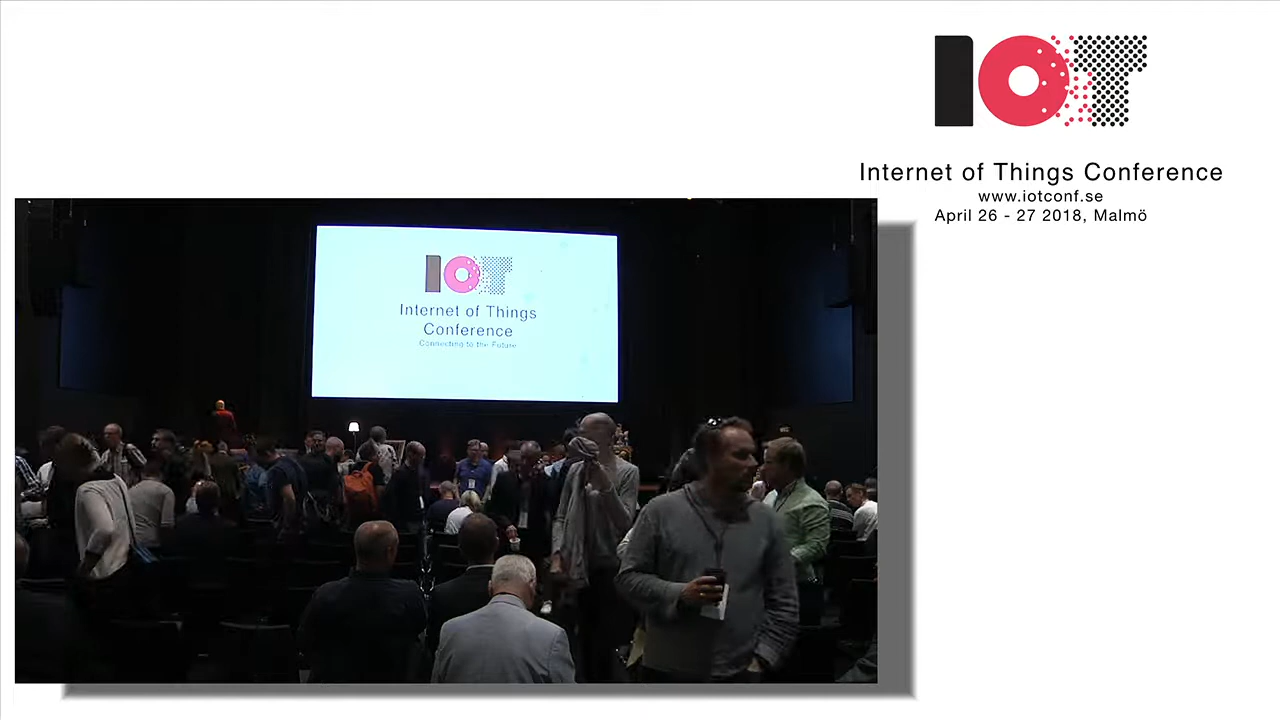 IOT
Internet of Things Conference
www.iotconf.se
April 26 - 27 2018, Malmö
IOT
Internet of Things
Conference
Connecting to the Future